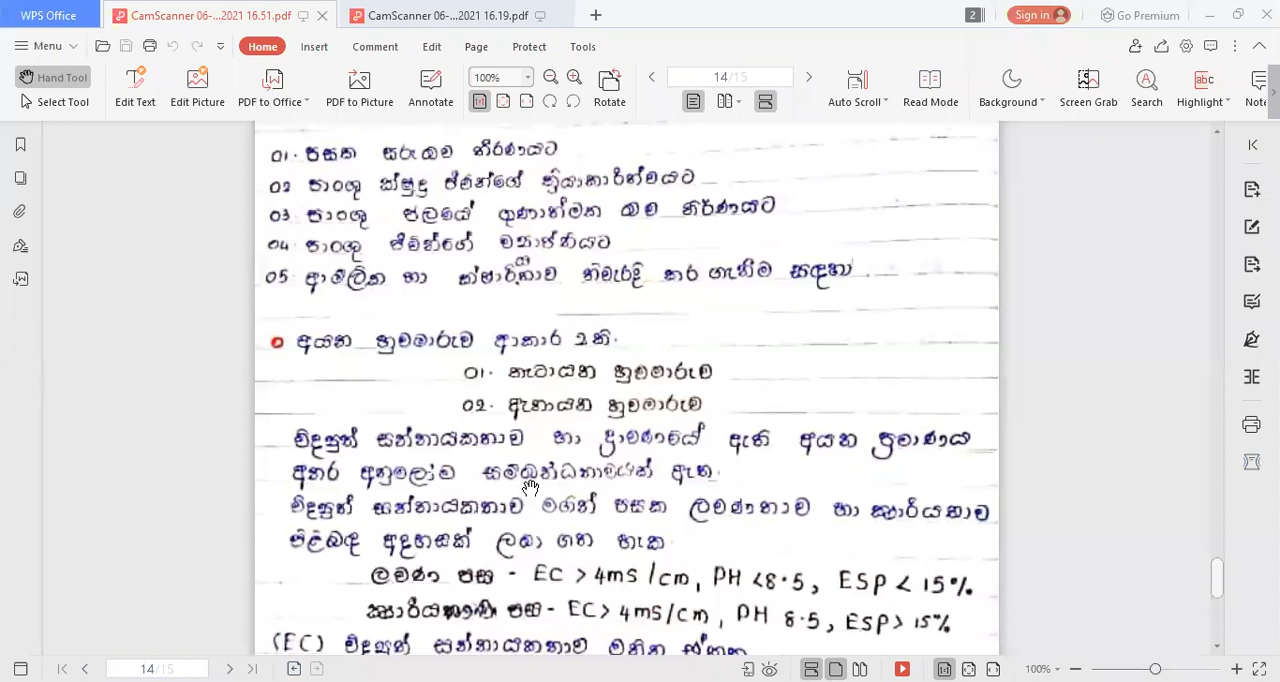 WPS Office
CamScanner 06-...2021 16.51].pdf
CamScanner 06-...2021 16.19].pdf
2
Sign in
Go Premium
Menu
Home
Insert
Comment
Edit
Page
Protect
Tools
Hand Tool
Select Tool
Edit Text
Edit Picture
PDF to Office
PDF to Picture
Annotate
100%
Rotate
14/15
Auto Scroll
Read Mode
Background
Screen Grab
Search
Highlight
Note
01. පසක සරු බව නිර්ණයට
02 පාංශු ක්ෂුද්‍ර ජීවීන්ගේ ක්‍රියාකාරිත්වයට
03 පාංශු ජලයේ ගුණාත්මක බව නිර්ණයට
04 පාංශු ජීවීන්ගේ ව්‍යාප්තියට
05 ආම්ලික හා ක්ෂාරීයතාව නිවැරදි කර ගැනීම සඳහා.
අයන හුවමාරුව ආකාර 2කි.
01. කැටායන හුවමාරුව
02. ඇනායන හුවමාරුව
විද්‍යුත් සන්නායකතාව හා ද්‍රාවණයේ ඇති අයන ප්‍රමාණය
අතර අනුලෝම සම්බන්ධතාවයක් ඇත.
විද්‍යුත් සන්නායකතාව මගින් පසක ලවණතාව හා ක්ෂාරීයතාව
පිළිබඳ අදහසක් ලබා ගත හැක
ලවණ පස - EC > 4ms/cm, PH < 8.5, ESP < 15%
පස - EC > 4ms/cm, PH 8.5, ESP > 15%
(EC) විද්‍යුත් සන්නායකතාව මනින
14/15
100%